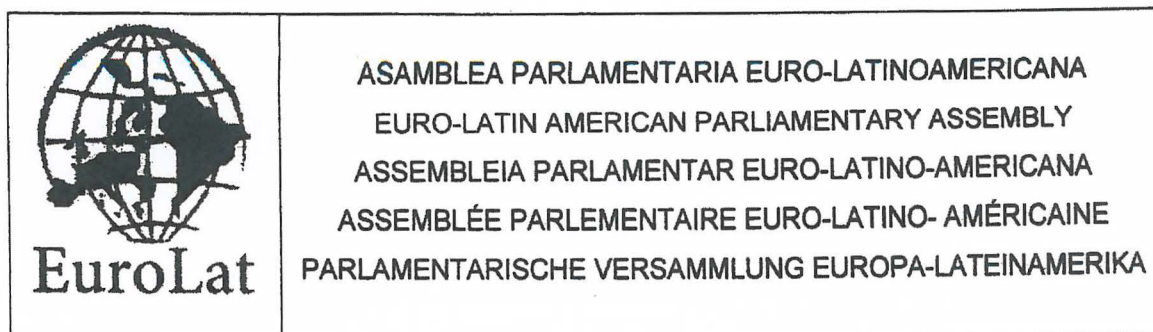 EuroLat
ASAMBLEA PARLAMENTARIA EURO-LATINOAMERICANA
EURO-LATIN AMERICAN PARLIAMENTARY ASSEMBLY
ASSEMBLEIA PARLAMENTAR EURO-LATINO-AMERICANA
ASSEMBLÉE PARLEMENTAIRE EURO-LATINO- AMÉRICAINE
PARLAMENTARISCHE VERSAMMLUNG EUROPA-LATEINAMERIKA